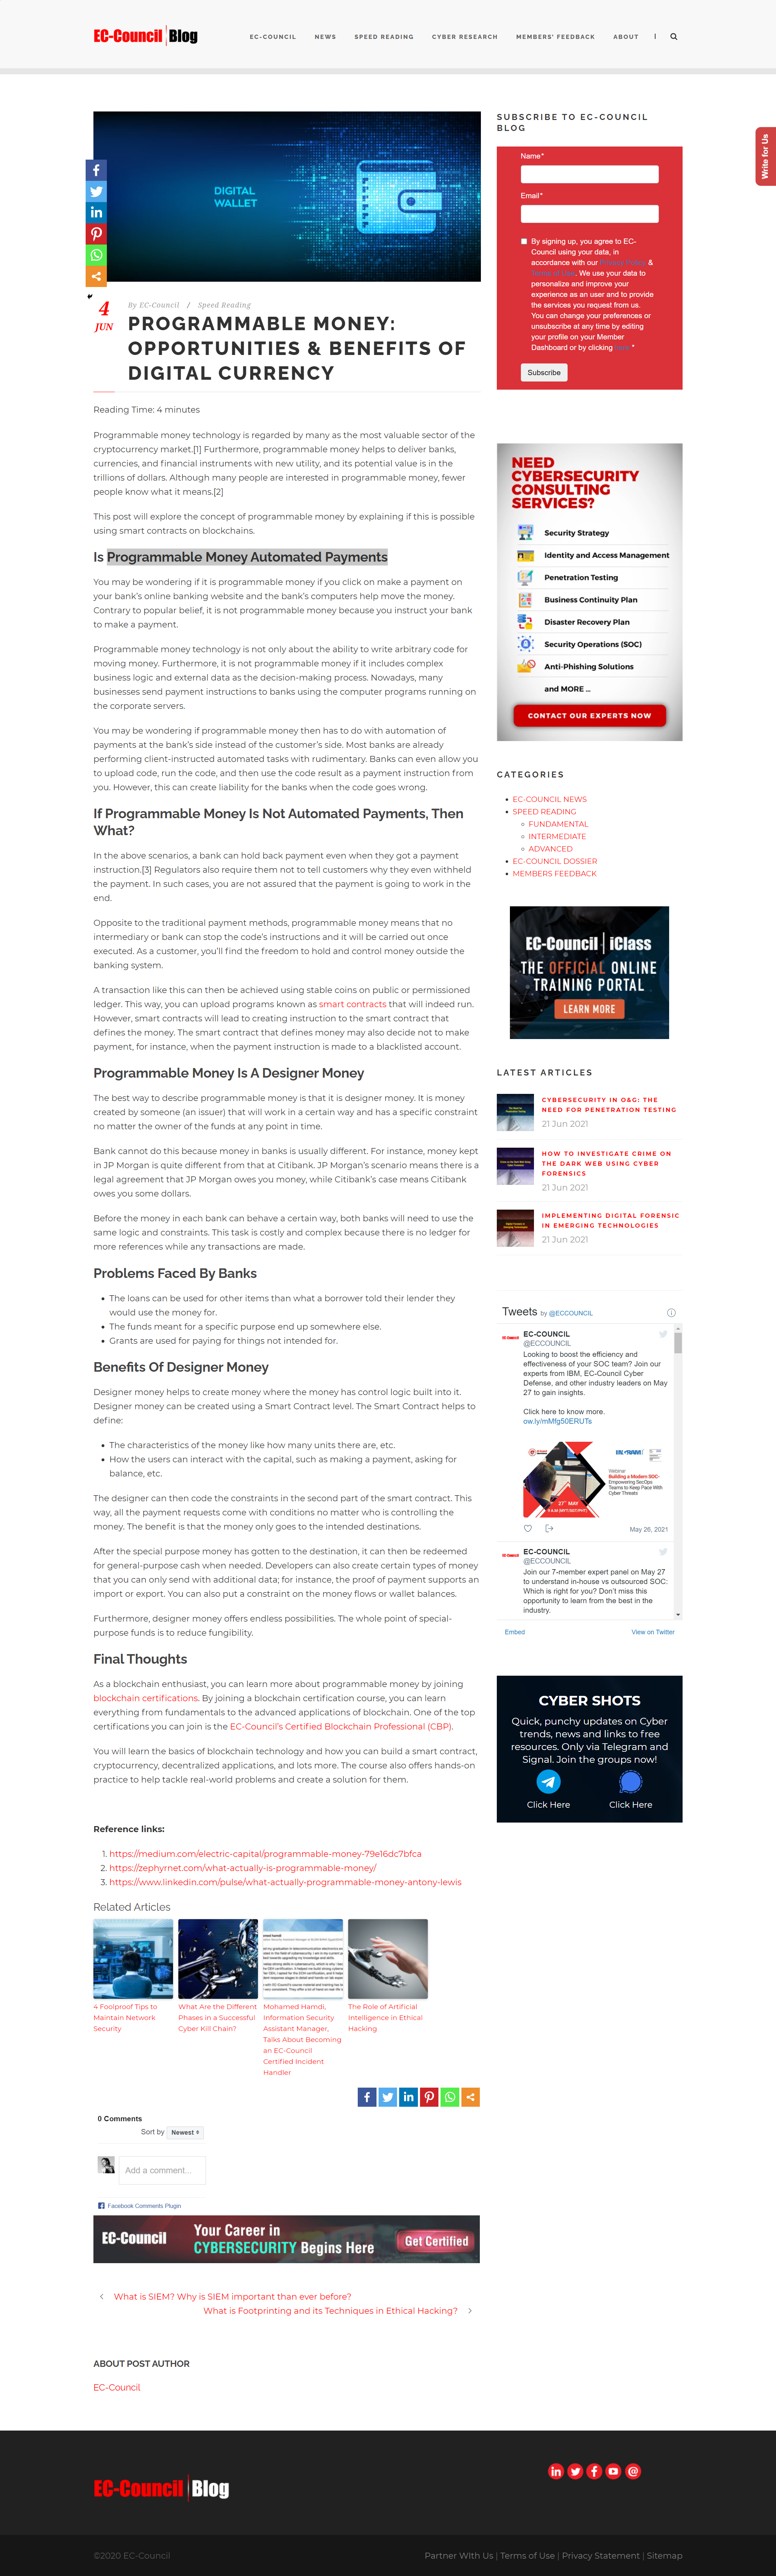 EC-Council Blog
EC-COUNCIL NEWS SPEED READING CYBER RESEARCH MEMBERS' FEEDBACK ABOUT
Write for Us
DIGITAL
WALLET
4
JUN
By EC-Council / Speed Reading
PROGRAMMABLE MONEY:
OPPORTUNITIES & BENEFITS OF
DIGITAL CURRENCY
Reading Time: 4 minutes
Programmable money technology is regarded by many as the most valuable sector of the
cryptocurrency market.[1] Furthermore, programmable money helps to deliver banks,
currencies, and financial instruments with new utility, and its potential value in the
trillions of dollars. Although many people are interested in programmable money, fewer
people know what it means.[2]
This post will explore the concept of programmable money by explaining if this is possible
using smart contracts on blockchains.
Is Programmable Money Automated Payments
You may be wondering if it is programmable money if you click on make a payment on
your bank's online banking website and the bank's computers help move the money.
Contrary to popular belief, it is not programmable money because you instruct your bank
to make a payment.
Programmable money technology is not only about the ability to write arbitrary code for
moving money. Furthermore, it is not programmable money if it includes complex
business logic and external data as the decision-making process. Nowadays, many
businesses send payment instructions to banks using the computer programs running on
the corporate servers.
You may be wondering if programmable money then has to do with automation of
payments at the bank's side instead of the customer's side. Most banks are already
performing client-instructed automated tasks with rudimentary. Banks can even allow you
to upload code, run the code, and then use the code result as a payment instruction from
you. However, this can create liability for the banks when the code goes wrong.
If Programmable Money Is Not Automated Payments, Then
What?
In the above scenarios, a bank can hold back payment even when they got a payment
instruction.[3] Regulators also require them not to tell customers why they even withheld
the payment. In such cases, you are not assured that the payment is going to work in the
end.
Opposite to the traditional payment methods, programmable money means that no
intermediary or bank can stop the code's instructions and it will be carried out once
executed. As a customer, you'll find the freedom to hold and control money outside the
banking system.
A transaction like this can then be achieved using stable coins on public or permissioned
ledger. This way, you can upload programs known as smart contracts that will indeed run.
However, smart contracts will lead to creating instruction to the smart contract that
defines the money. The smart contract that defines money may also decide not to make
payment, for instance, when the payment instruction is made to a blacklisted account.
Programmable Money Is A Designer Money
The best way to describe programmable money is that it is designer money. It is money
created by someone (an issuer) that will work in a certain way and has a specific constraint
no matter the owner of the funds at any point in time.
Bank cannot do this because money in banks is usually different. For instance, money kept
in JP Morgan is quite different from that at Citibank. JP Morgan's scenario means there is a
legal agreement that JP Morgan owes you money, while Citibank's case means Citibank
owes you some dollars.
Before the money in each bank can behave a certain way, both banks will need to use the
same logic and constraints. This task is costly and complex because there is no ledger for
more references while any transactions are made.
Problems Faced By Banks
• The loans can be used for other items than what a borrower told their lender they
would use the money for.
• The funds meant for a specific purpose end up somewhere else.
• Grants are used for paying for things not intended for.
Benefits Of Designer Money
Designer money helps to create money where the money has control logic built into it.
Designer money can be created using a Smart Contract level. The Smart Contract helps to
define:
• The characteristics of the money like how many units there are, etc.
• How the users can interact with the capital, such as making a payment, asking for
balance, etc.
The designer can then code the constraints in the second part of the smart contract. This
way, all the payment requests come with conditions no matter who is controlling the
money. The benefit is that the money only goes to the intended destinations.
After the special purpose money has gotten to the destination, it can then be redeemed
for general-purpose cash when needed. Developers can also create certain types of money
that you can only send with additional data; for instance, the proof of payment supports an
import or export. You can also put a constraint on the money flows or wallet balances.
Furthermore, designer money offers endless possibilities. The whole point of special-
purpose funds is to reduce fungibility.
Final Thoughts
As a blockchain enthusiast, you can learn more about programmable money by joining
blockchain certifications. By joining a blockchain certification course, you can learn
everything from fundamentals to the advanced applications of blockchain. One of the top
certifications you can join is the EC-Council's Certified Blockchain Professional (CBP).
You will learn the basics of blockchain technology and how you can build a smart contract,
cryptocurrency, decentralized applications, and lots more. The course also offers hands-on
practice to help tackle real-world problems and create a solution for them.
Reference links:
1. https://medium.com/electric-capital/programmable-money-79e16dc7bfca
2. https://zephyrnet.com/what-actually-is-programmable-money/
3. https://www.linkedin.com/pulse/what-actually-programmable-money-antony-lewis
Related Articles
4 Foolproof Tips to
Maintain Network
Security
What Are the Different
Phases in a Successful
Cyber Kill Chain?
Mohamed Hamdi,
Information Security
Assistant Manager,
Talks About Becoming
an EC-Council
Certified Incident
Handler
The Role of Artificial
Intelligence in Ethical
Hacking
0 Comments
Sort by Newest
Add a comment...
Facebook Comments Plugin
EC-Council Your Career in
CYBERSECURITY Begins Here Get Certified
What is SIEM? Why is SIEM important than ever before?
What is Footprinting and its Techniques in Ethical Hacking?
ABOUT POST AUTHOR
EC-Council
SUBSCRIBE TO EC-COUNCIL
BLOG
Name*
Email*
By signing up, you agree to EC-
Council using your data, in
accordance with our Privacy Policy &
Terms of Use. We use your data to
personalize and improve your
experience as an user and to provide
the services you request from us.
You can change your preferences or
unsubscribe at any time by editing
your profile on your Member
Dashboard or by clicking here *
Subscribe
NEED
CYBERSECURITY
CONSULTING
SERVICES?
Security Strategy
Identity and Access Management
Penetration Testing
Business Continuity Plan
Disaster Recovery Plan
Security Operations (SOC)
Anti-Phishing Solutions
and MORE ...
CONTACT OUR EXPERTS NOW
CATEGORIES
• EC-COUNCIL NEWS
• SPEED READING
FUNDAMENTAL
INTERMEDIATE
ADVANCED
• EC-COUNCIL DOSSIER
• MEMBERS FEEDBACK
EC-Council iClass
THE OFFICIAL ONLINE
TRAINING PORTAL
LEARN MORE
LATEST ARTICLES
CYBERSECURITY IN O&G: THE
NEED FOR PENETRATION TESTING
21 Jun 2021
HOW TO INVESTIGATE CRIME ON
THE DARK WEB USING CYBER
FORENSICS
21 Jun 2021
IMPLEMENTING DIGITAL FORENSIC
IN EMERGING TECHNOLOGIES
21 Jun 2021
Tweets by @ECCOUNCIL
EC-COUNCIL
@ECCOUNCIL
Looking to boost the efficiency and
effectiveness of your SOC team? Join our
experts from IBM, EC-Council Cyber
Defense, and other industry leaders on May
27 to gain insights.
Click here to know more.
ow.ly/mMfg50ERUTs
Webinar
Building a Modern SOC-
Empowering SecOps
Teams to Keep Pace With
Cyber Threats
27TH MAY
May 26, 2021
EC-COUNCIL
@ECCOUNCIL
Join our 7-member expert panel on May 27
to understand in-house vs outsourced SOC:
Which is right for you? Don't miss this
opportunity to learn from the best in the
industry.
Embed View on Twitter
CYBER SHOTS
Quick, punchy updates on Cyber
trends, news and links to free
resources. Only via Telegram and
Signal. Join the groups now!
Click Here Click Here
EC-Council Blog
©2020 EC-Council
Partner With Us | Terms of Use | Privacy Statement | Sitemap